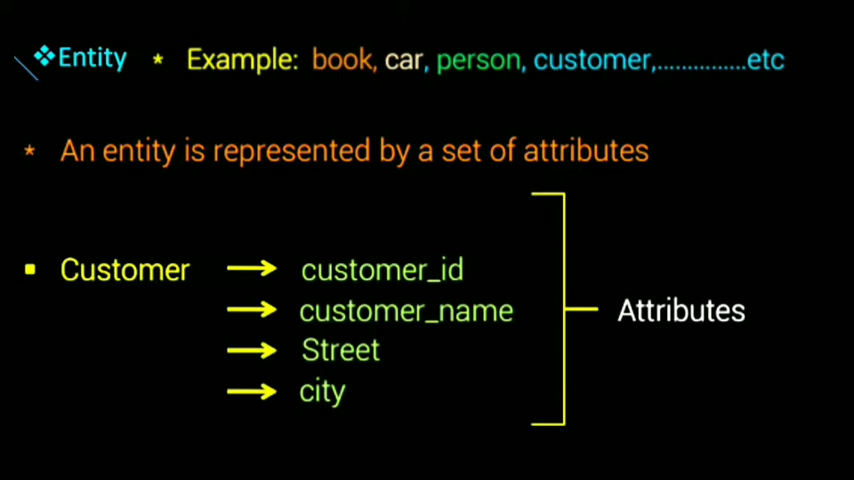 ❖Entity * Example: book, car, person, customer,...............etc
* An entity is represented by a set of attributes
▪ Customer → customer_id
→ customer_name
→ Street
→ city
Attributes